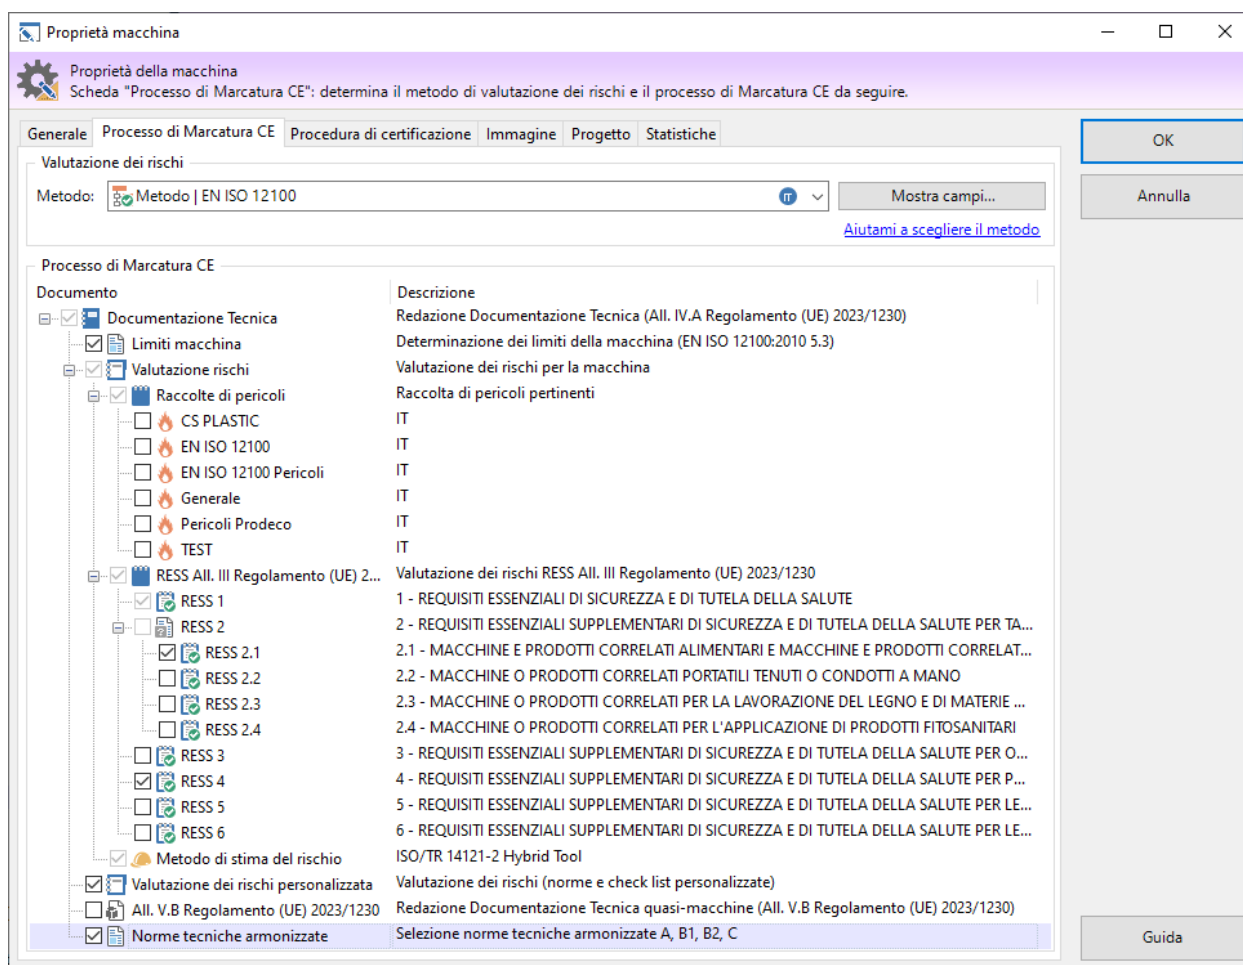 Proprietà macchina
Proprietà della macchina
Scheda "Processo di Marcatura CE": determina il metodo di valutazione dei rischi e il processo di Marcatura CE da seguire.
Generale Processo di Marcatura CE Procedura di certificazione Immagine Progetto Statistiche
OK
Valutazione dei rischi
Metodo: Metodo | EN ISO 12100 IT Mostra campi...
Annulla
Aiutami a scegliere il metodo
Processo di Marcatura CE
Documento Descrizione
Documentazione Tecnica Redazione Documentazione Tecnica (All. IV.A Regolamento (UE) 2023/1230)
Limiti macchina Determinazione dei limiti della macchina (EN ISO 12100:2010 5.3)
Valutazione rischi Valutazione dei rischi per la macchina
Raccolte di pericoli Raccolta di pericoli pertinenti
CS PLASTIC IT
EN ISO 12100 IT
EN ISO 12100 Pericoli IT
Generale IT
Pericoli Prodeco IT
TEST IT
RESS All. III Regolamento (UE) 2... Valutazione dei rischi RESS All. III Regolamento (UE) 2023/1230
RESS 1 1 - REQUISITI ESSENZIALI DI SICUREZZA E DI TUTELA DELLA SALUTE
RESS 2 2 - REQUISITI ESSENZIALI SUPPLEMENTARI DI SICUREZZA E DI TUTELA DELLA SALUTE PER TA...
RESS 2.1 2.1 - MACCHINE E PRODOTTI CORRELATI ALIMENTARI E MACCHINE E PRODOTTI CORRELAT...
RESS 2.2 2.2 - MACCHINE O PRODOTTI CORRELATI PORTATILI TENUTI O CONDOTTI A MANO
RESS 2.3 2.3 - MACCHINE O PRODOTTI CORRELATI PER LA LAVORAZIONE DEL LEGNO E DI MATERIE ...
RESS 2.4 2.4 - MACCHINE O PRODOTTI CORRELATI PER L'APPLICAZIONE DI PRODOTTI FITOSANITARI
RESS 3 3 - REQUISITI ESSENZIALI SUPPLEMENTARI DI SICUREZZA E DI TUTELA DELLA SALUTE PER O...
RESS 4 4 - REQUISITI ESSENZIALI SUPPLEMENTARI DI SICUREZZA E DI TUTELA DELLA SALUTE PER P...
RESS 5 5 - REQUISITI ESSENZIALI SUPPLEMENTARI DI SICUREZZA E DI TUTELA DELLA SALUTE PER LE...
RESS 6 6 - REQUISITI ESSENZIALI SUPPLEMENTARI DI SICUREZZA E DI TUTELA DELLA SALUTE PER LE...
Metodo di stima del rischio ISO/TR 14121-2 Hybrid Tool
Valutazione dei rischi personalizzata Valutazione dei rischi (norme e check list personalizzate)
All. V.B Regolamento (UE) 2023/1230 Redazione Documentazione Tecnica quasi-macchine (All. V.B Regolamento (UE) 2023/1230)
Norme tecniche armonizzate Selezione norme tecniche armonizzate A, B1, B2, C
Guida